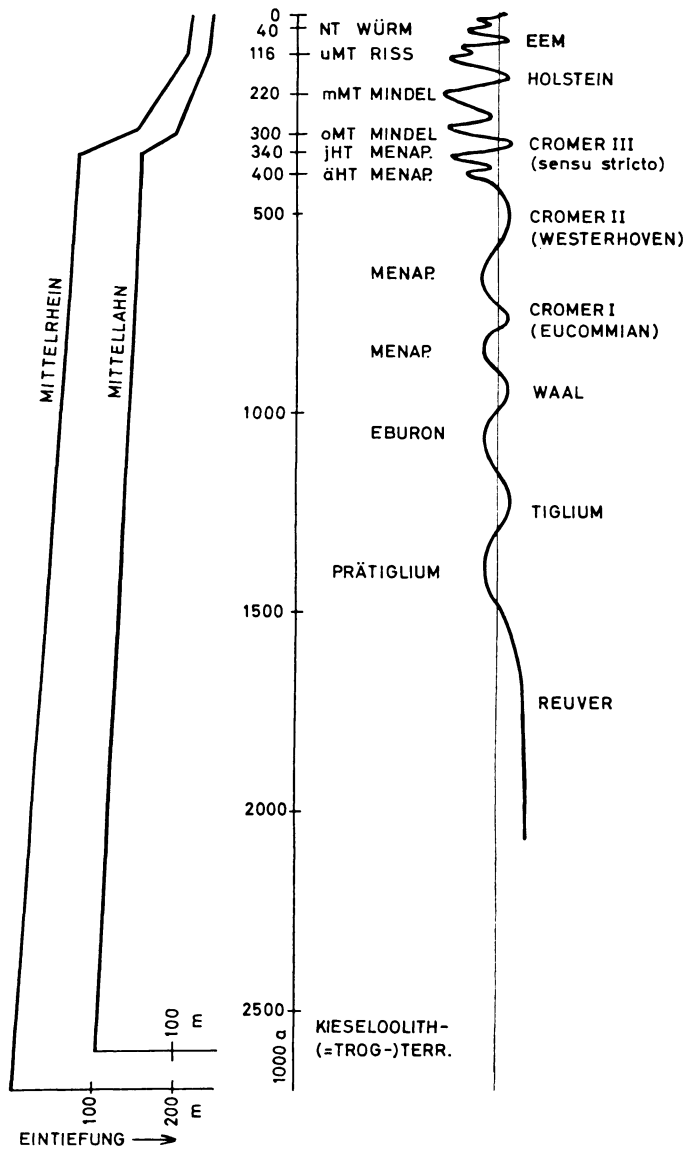 0
40 NT WÜRM
EEM
116 uMT RISS
HOLSTEIN
220 mMT MINDEL
300 oMT MINDEL
340 jHT MENAP.
CROMER III
(sensu stricto)
400 äHT MENAP.
500
CROMER II
(WESTERHOVEN)
MENAP.
CROMER I
(EUCOMMIAN)
MENAP.
WAAL
1000
EBURON
TIGLIUM
PRÄTIGLIUM
1500
REUVER
2000
2500
KIESELOOLITH-
(=TROG-)TERR.
1000 a
MITTELRHEIN
MITTELLAHN
100 m
100 200 m
EINTIEFUNG